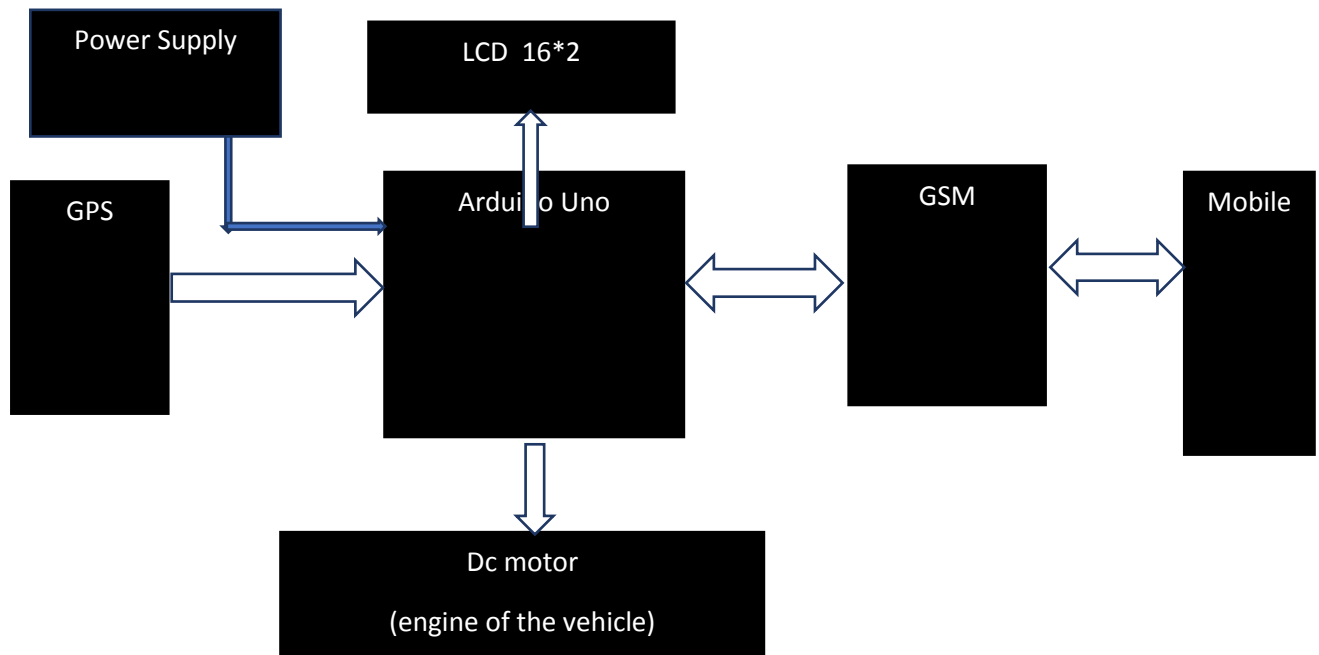 Power Supply
LCD 16*2
GPS
Arduino Uno
GSM
Mobile
Dc motor
(engine of the vehicle)